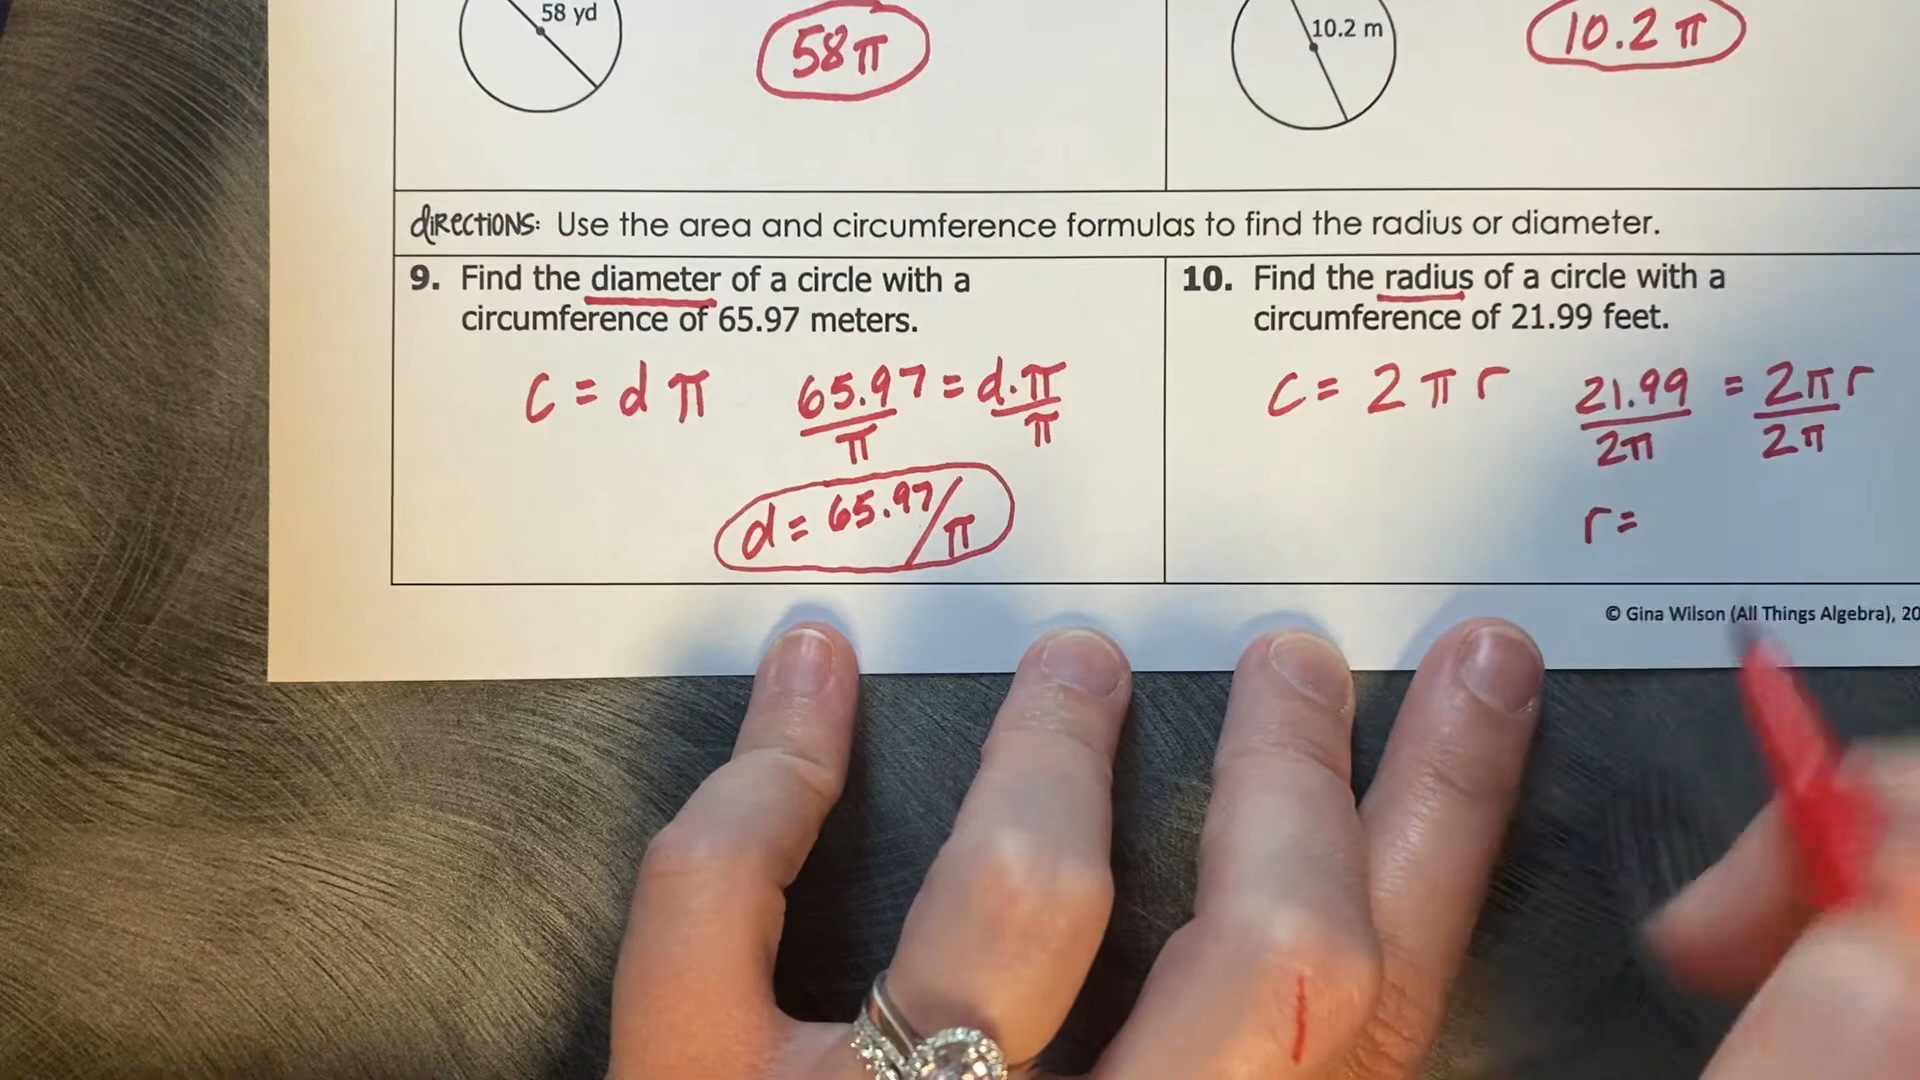 58 yd
58π
10.2 m
10.2 π
DIRECTIONS: Use the area and circumference formulas to find the radius or diameter.
9. Find the diameter of a circle with a
circumference of 65.97 meters.
C = d π
65.97/π = d·π/π
d = 65.97/π
10. Find the radius of a circle with a
circumference of 21.99 feet.
C = 2 π r
21.99/2π = 2πr/2π
r =
© Gina Wilson (All Things Algebra), 20